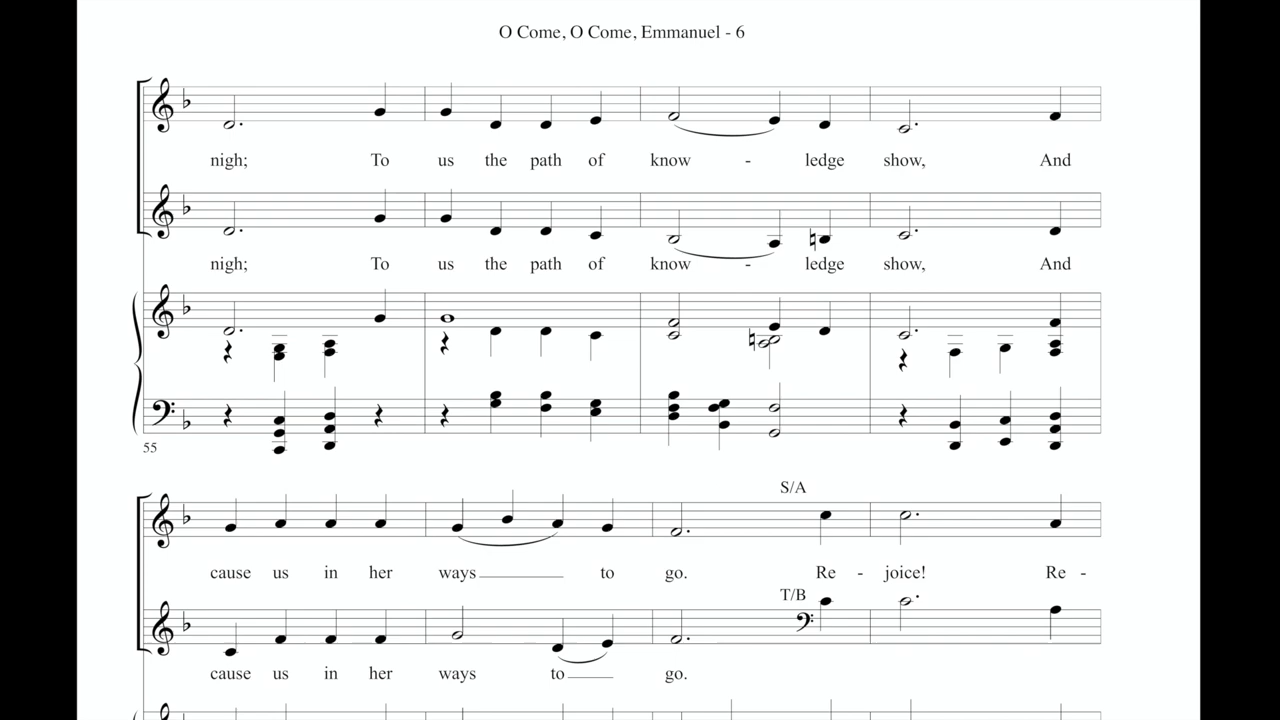 O Come, O Come, Emmanuel - 6
nigh; To us the path of know - ledge show, And
nigh; To us the path of know - ledge show, And
55
S/A
cause us in her ways to go. Re - joice! Re -
T/B
cause us in her ways to go.